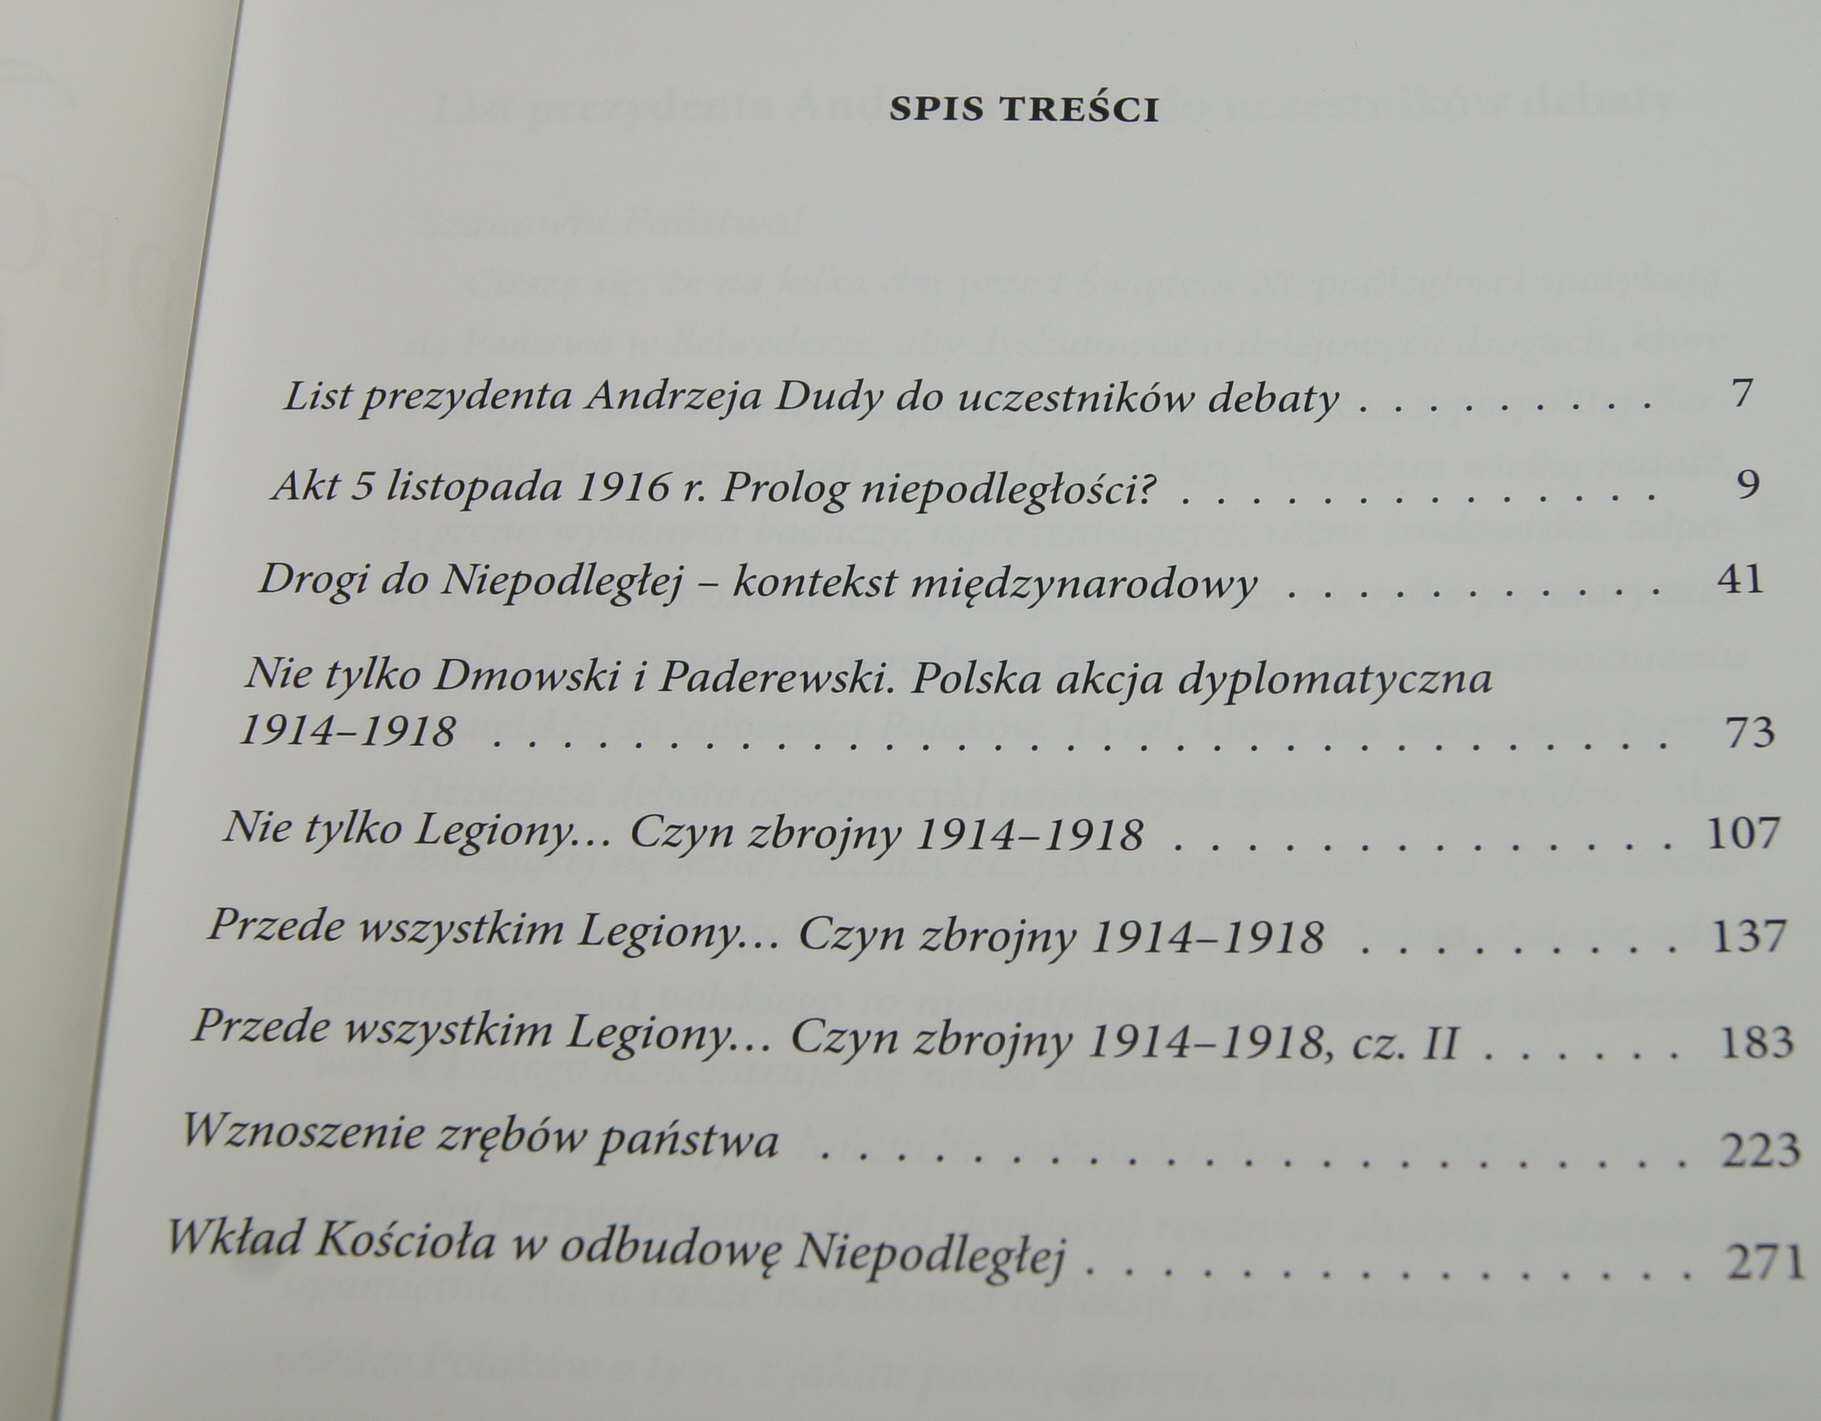 SPIS TREŚCI
List prezydenta Andrzeja Dudy do uczestników debaty . . . . . . . . . 7
Akt 5 listopada 1916 r. Prolog niepodległości? . . . . . . . . . . . . . . 9
Drogi do Niepodległej – kontekst międzynarodowy . . . . . . . . . . . 41
Nie tylko Dmowski i Paderewski. Polska akcja dyplomatyczna
1914–1918 . . . . . . . . . . . . . . . . . . . . . . . . . . . . . . . . . . 73
Nie tylko Legiony… Czyn zbrojny 1914–1918 . . . . . . . . . . . . . . 107
Przede wszystkim Legiony… Czyn zbrojny 1914–1918 . . . . . . . . . 137
Przede wszystkim Legiony… Czyn zbrojny 1914–1918, cz. II . . . . . . 183
Wznoszenie zrębów państwa . . . . . . . . . . . . . . . . . . . . . . . 223
Wkład Kościoła w odbudowę Niepodległej . . . . . . . . . . . . . . . . 271